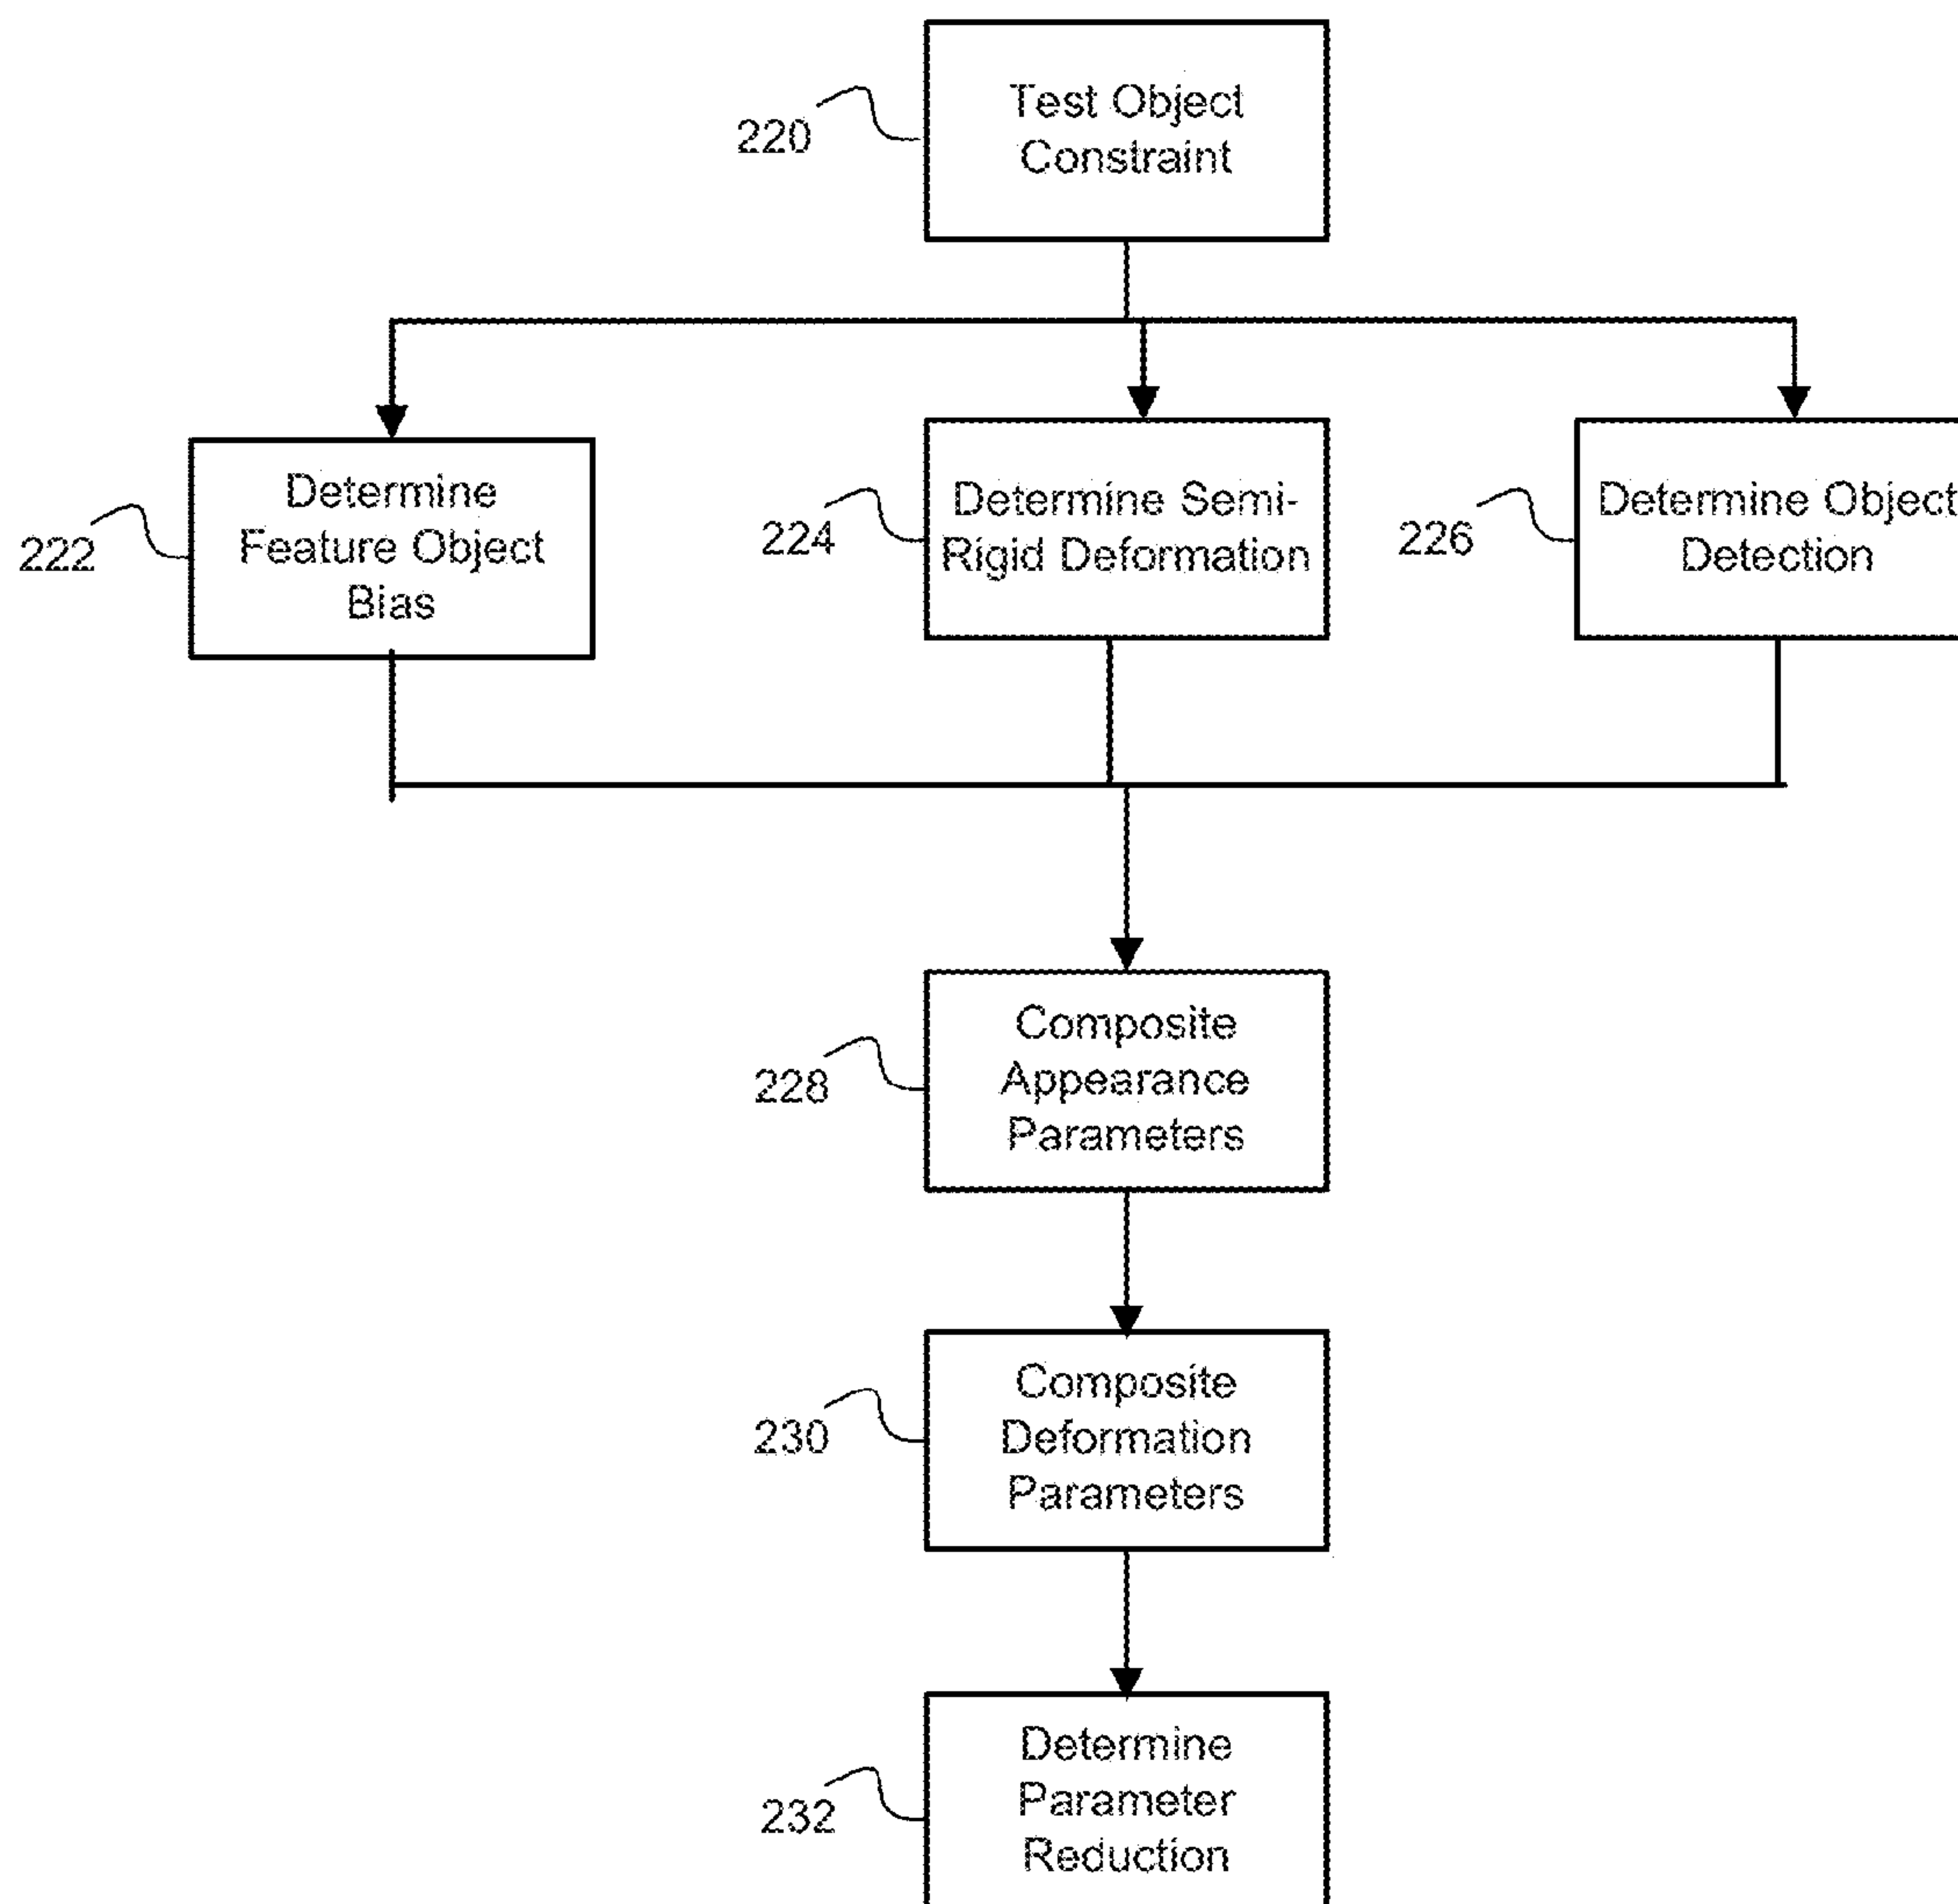 Test Object
Constraint
220
Determine
Feature Object
Bias
222
Determine Semi-
Rigid Deformation
224
Determine Object
Detection
226
Composite
Appearance
Parameters
228
Composite
Deformation
Parameters
230
Determine
Parameter
Reduction
232